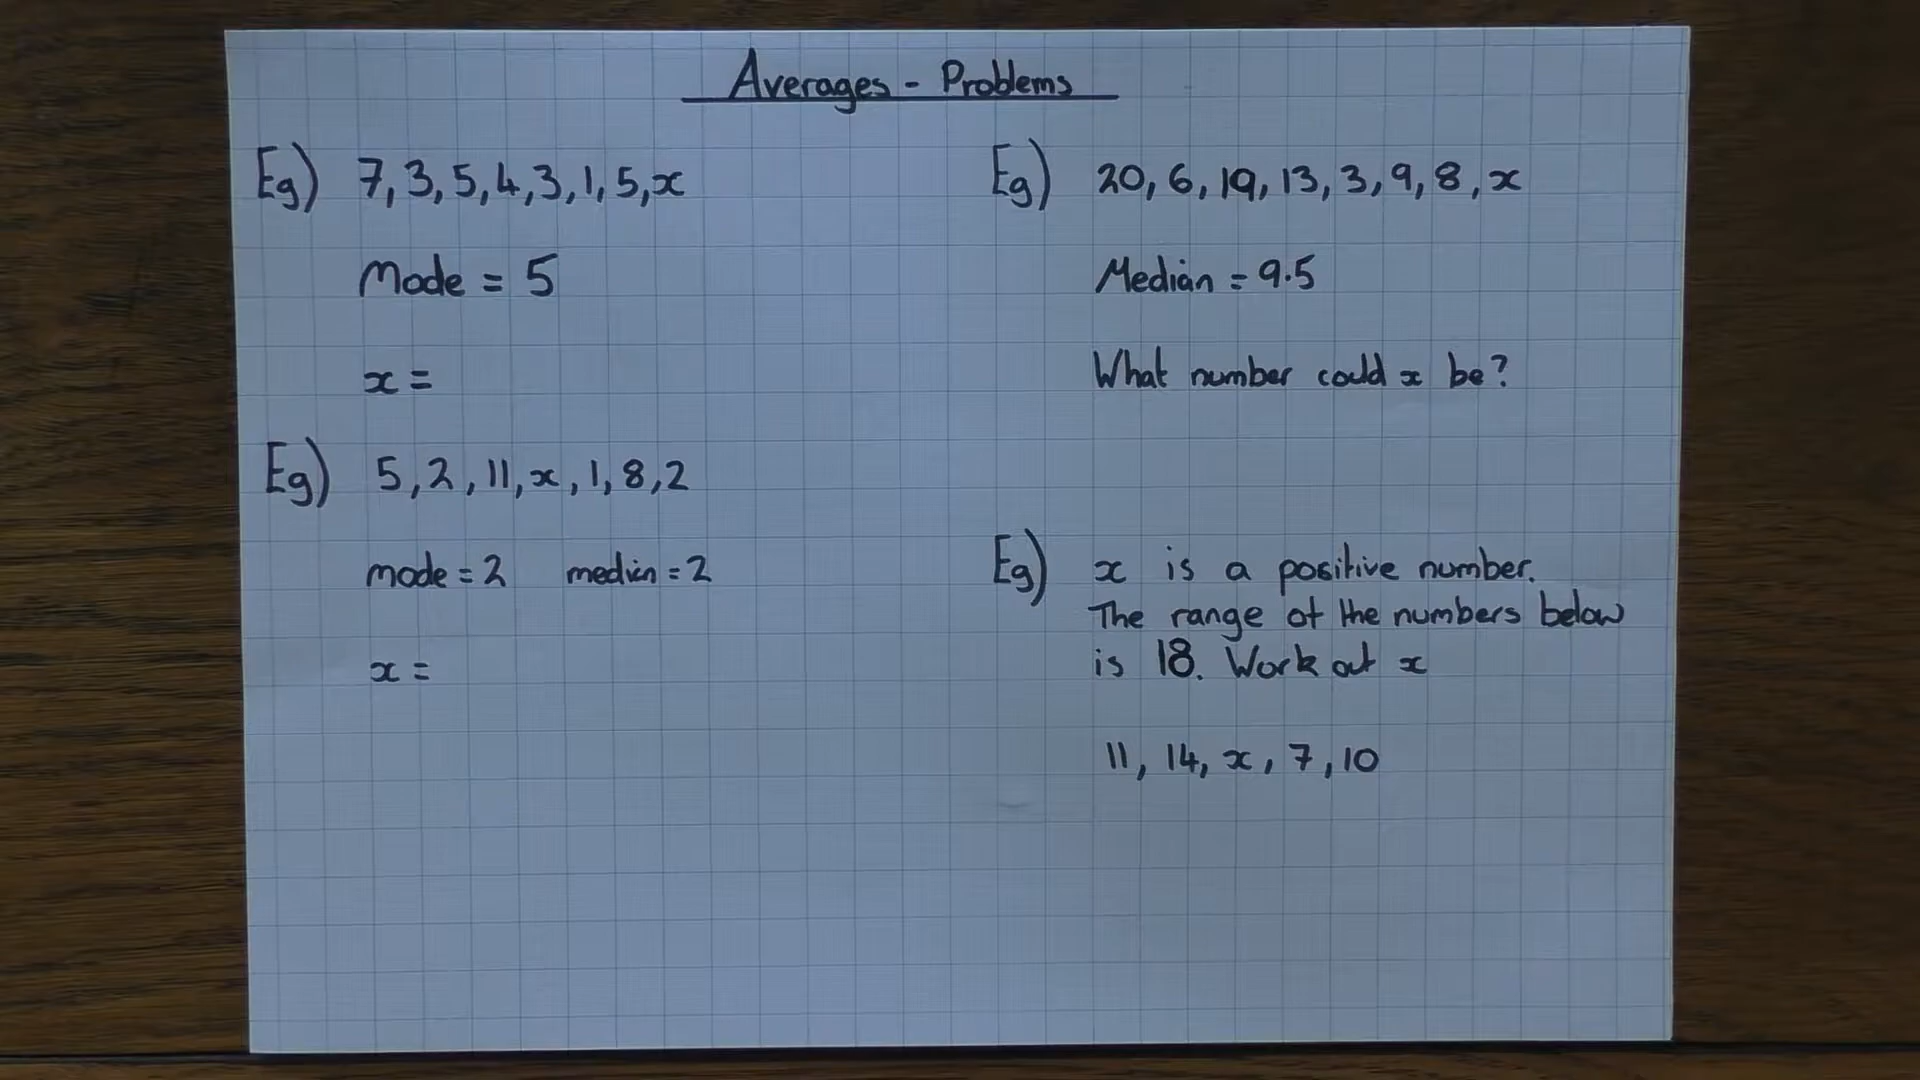 Averages - Problems
Eg) 7, 3, 5, 4, 3, 1, 5, x
Mode = 5
x =
Eg) 5, 2, 11, x, 1, 8, 2
mode = 2 median = 2
x =
Eg) 20, 6, 19, 13, 3, 9, 8, x
Median = 9.5
What number could x be?
Eg) x is a positive number.
The range of the numbers below
is 18. Work out x
11, 14, x, 7, 10